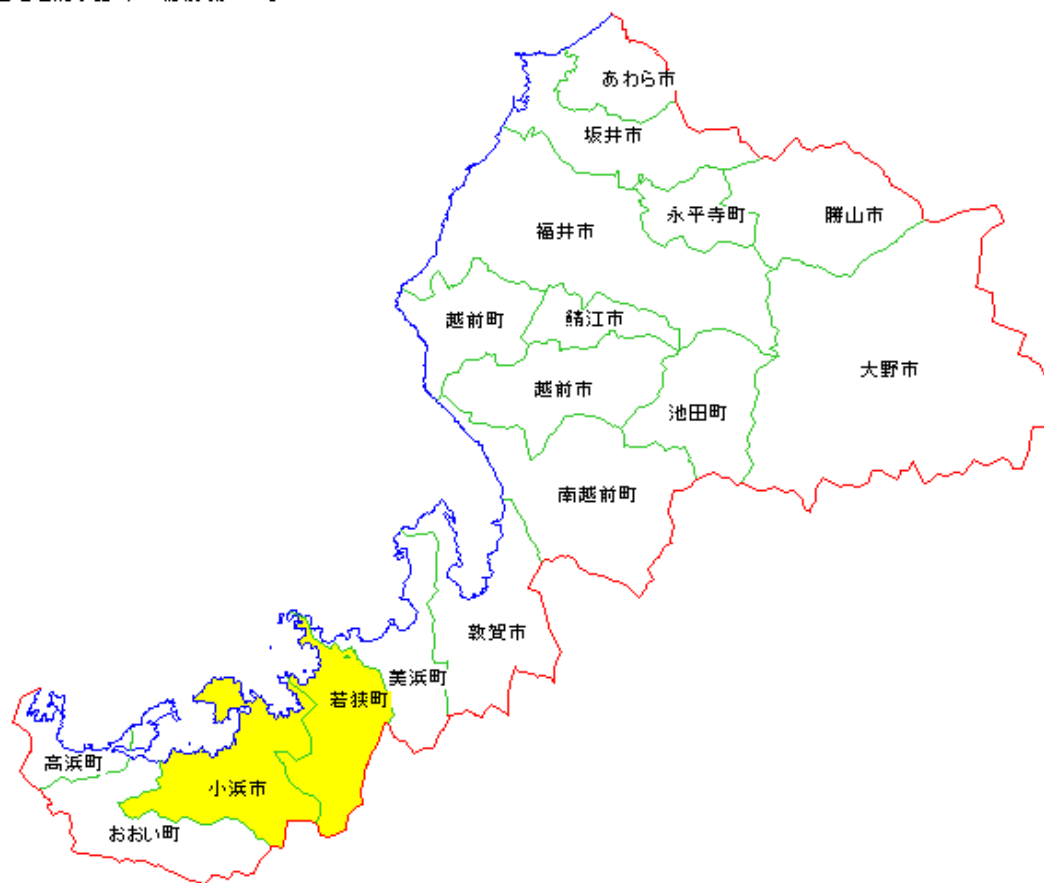 あわら市
坂井市
永平寺町
勝山市
福井市
越前町
鯖江市
大野市
越前市
池田町
南越前町
敦賀市
美浜町
若狭町
高浜町
小浜市
おおい町